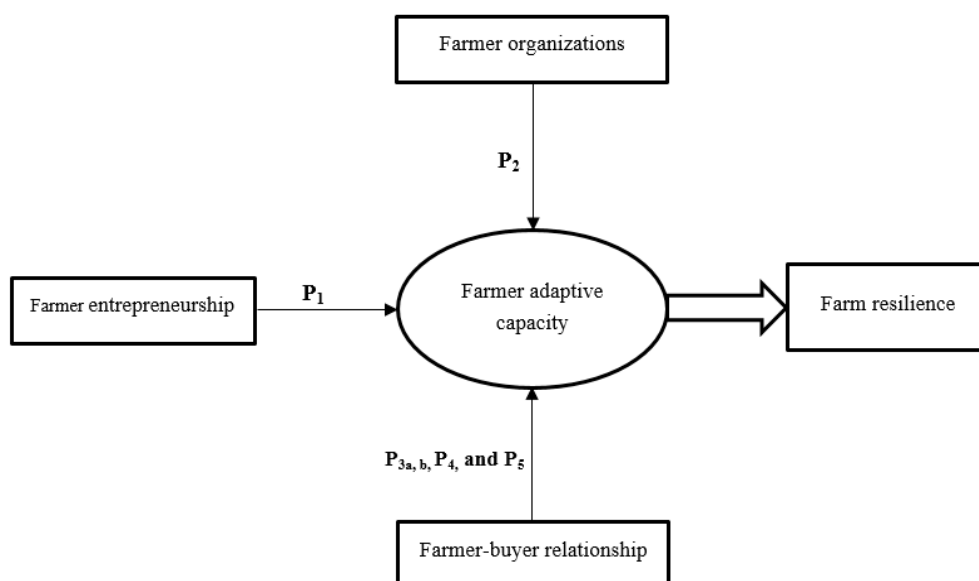 Farmer organizations
P2
Farmer entrepreneurship
P1
Farmer adaptive
capacity
Farm resilience
P3a, b, P4, and P5
Farmer-buyer relationship